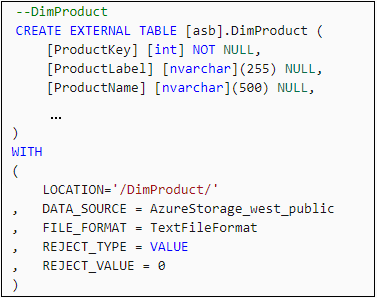 --DimProduct
CREATE EXTERNAL TABLE [asb].DimProduct (
[ProductKey] [int] NOT NULL,
[ProductLabel] [nvarchar](255) NULL,
[ProductName] [nvarchar](500) NULL,
…
)
WITH
(
LOCATION='/DimProduct/'
, DATA_SOURCE = AzureStorage_west_public
, FILE_FORMAT = TextFileFormat
, REJECT_TYPE = VALUE
, REJECT_VALUE = 0
)